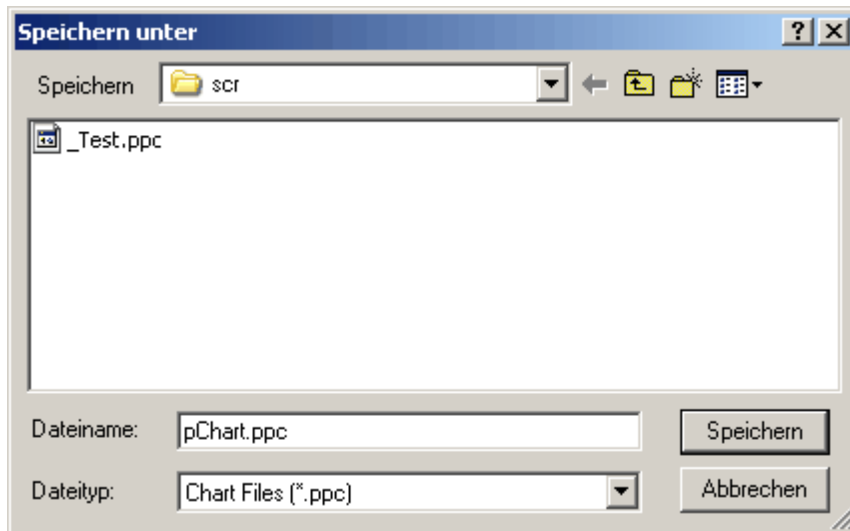 Speichern unter
Speichern scr
_Test.ppc
Dateiname: pChart.ppc Speichern
Dateityp: Chart Files (*.ppc) Abbrechen